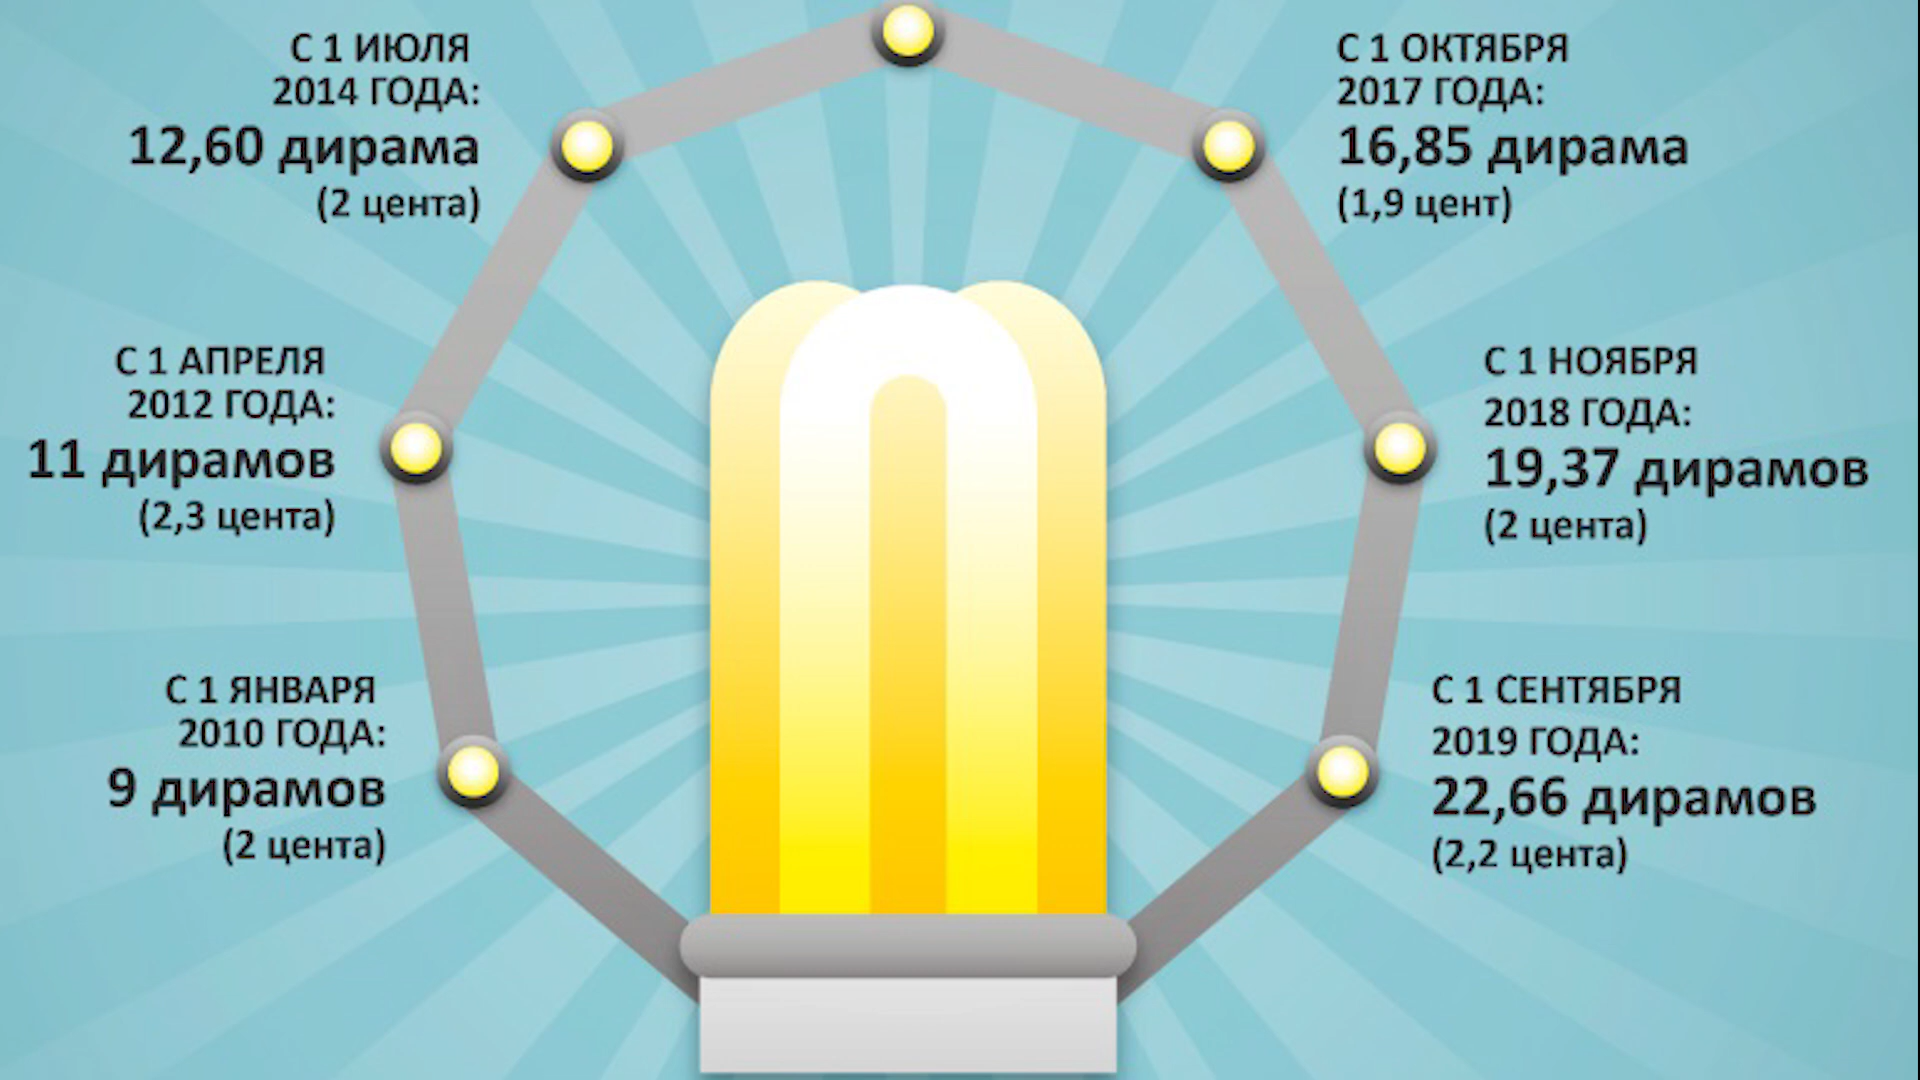 С 1 ИЮЛЯ
2014 ГОДА:
12,60 дирама
(2 цента)
С 1 ОКТЯБРЯ
2017 ГОДА:
16,85 дирама
(1,9 цент)
С 1 АПРЕЛЯ
2012 ГОДА:
11 дирамов
(2,3 цента)
С 1 НОЯБРЯ
2018 ГОДА:
19,37 дирамов
(2 цента)
С 1 ЯНВАРЯ
2010 ГОДА:
9 дирамов
(2 цента)
С 1 СЕНТЯБРЯ
2019 ГОДА:
22,66 дирамов
(2,2 цента)